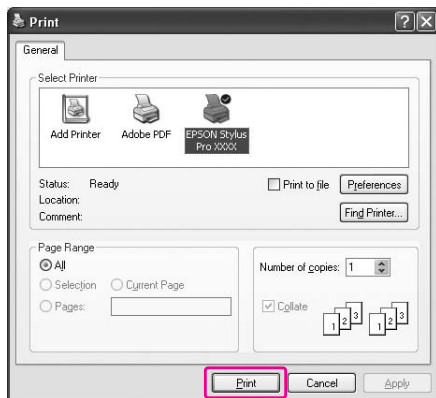 Print
General
Select Printer
Add Printer Adobe PDF EPSON Stylus
Pro XXXX
Status: Ready
Location:
Comment:
Print to file Preferences
Find Printer...
Page Range
All
Selection Current Page
Pages:
Number of copies: 1
Collate
1 2 3 1 2 3
Print Cancel Apply